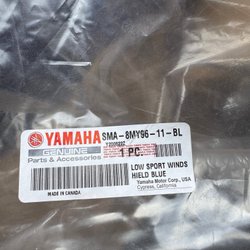 YAMAHA
GENUINE
Parts & Accessories
SMA-8MY96-11-BL
1 PC.
LOW SPORT WINDS
HIELD BLUE
Yamaha Motor Corp., USA
Cypress, California
MADE IN CANADA